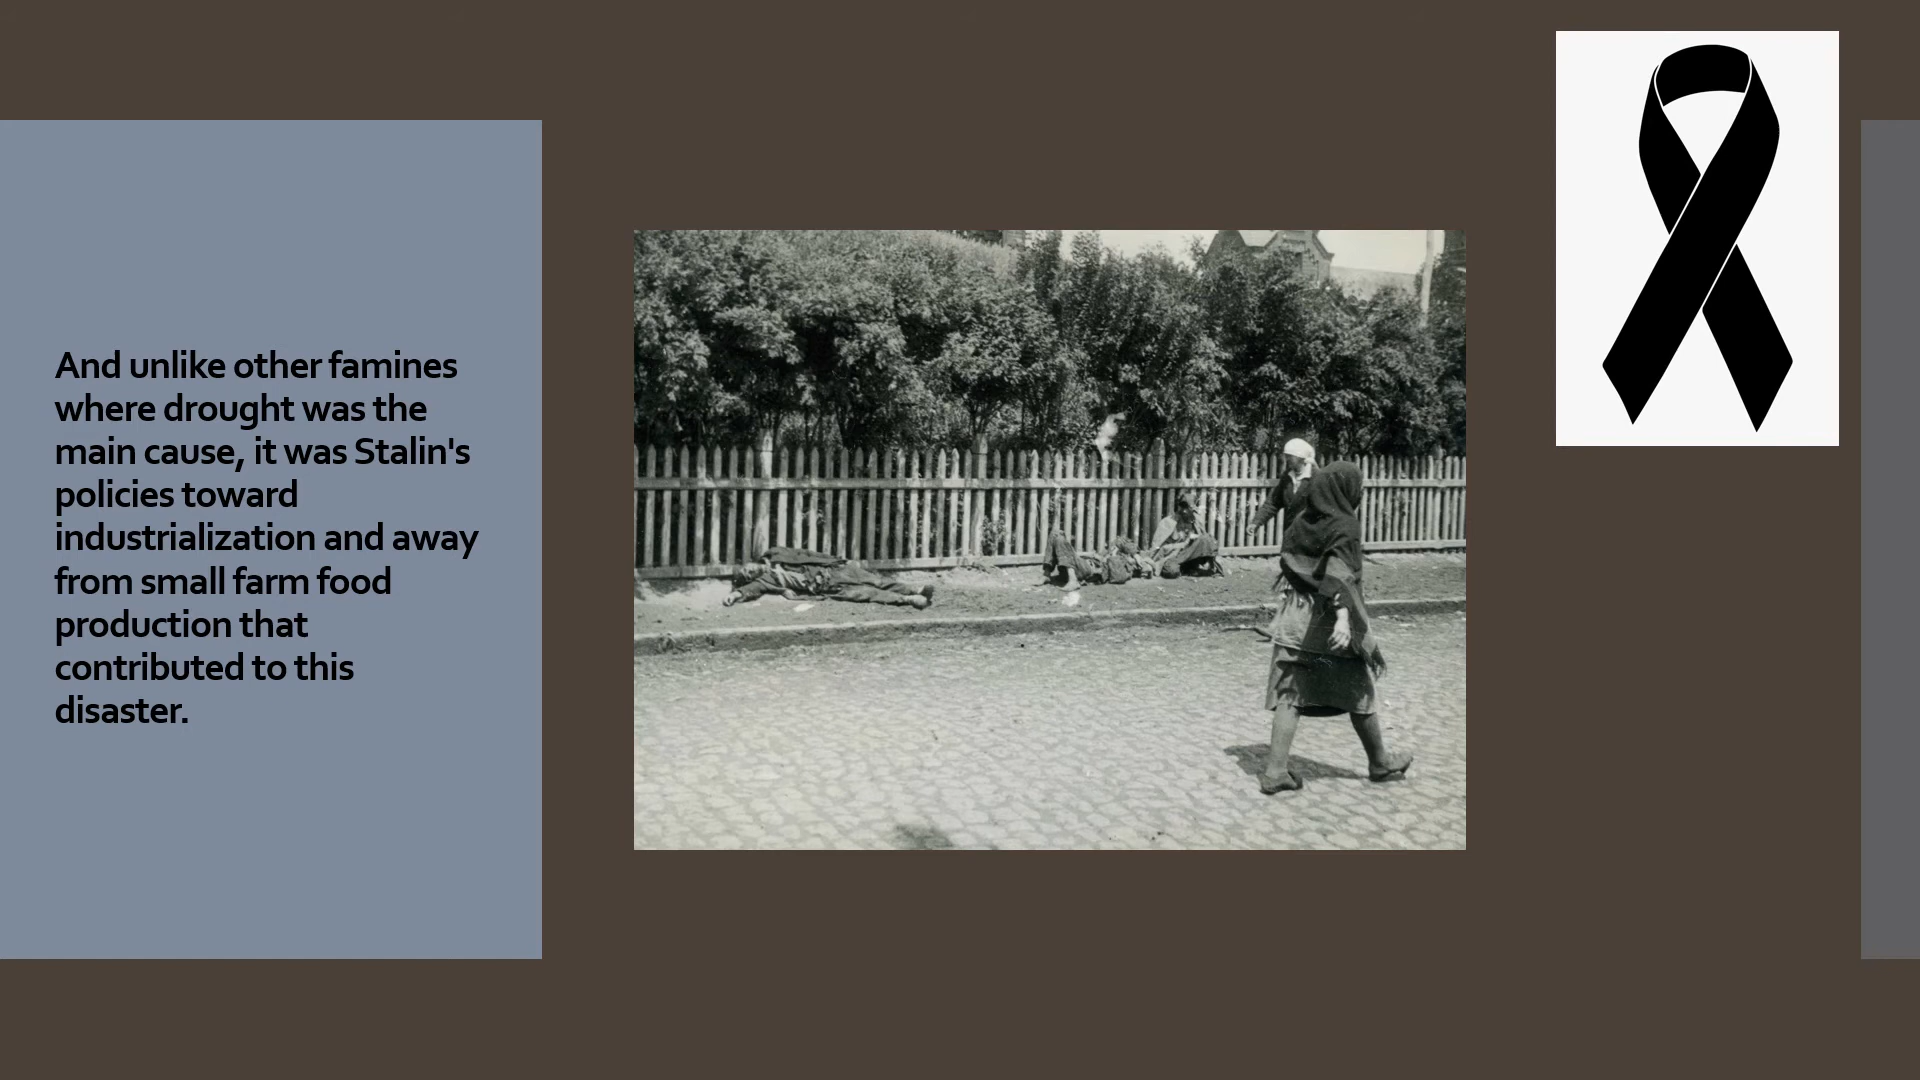 And unlike other famines
where drought was the
main cause, it was Stalin's
policies toward
industrialization and away
from small farm food
production that
contributed to this
disaster.